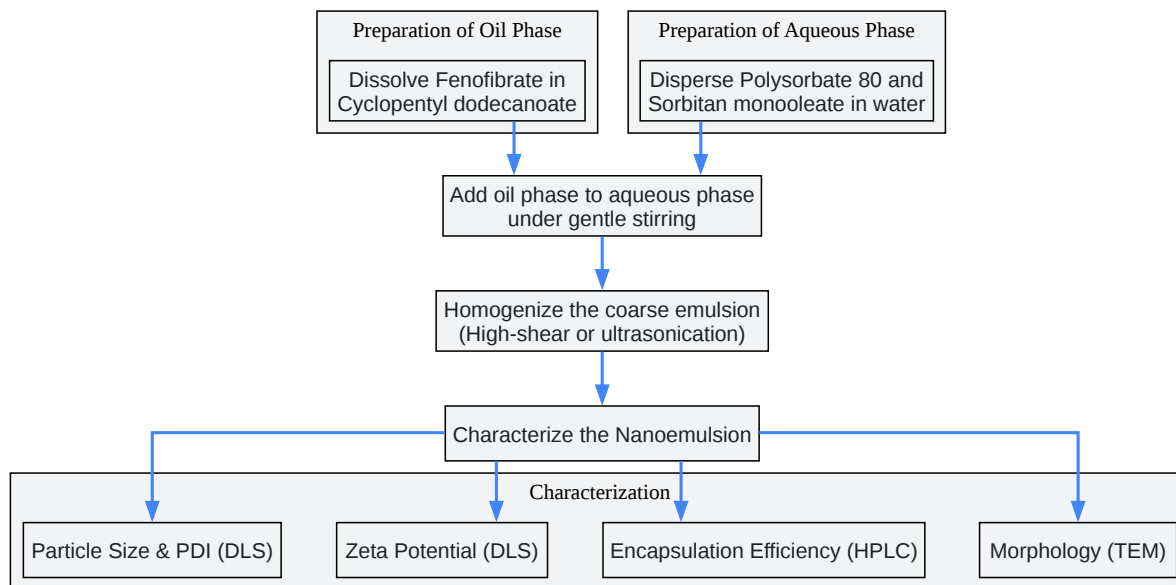 Preparation of Oil Phase
Dissolve Fenofibrate in
Cyclopentyl dodecanoate
Preparation of Aqueous Phase
Disperse Polysorbate 80 and
Sorbitan monooleate in water
Add oil phase to aqueous phase
under gentle stirring
Homogenize the coarse emulsion
(High-shear or ultrasonication)
Characterize the Nanoemulsion
Characterization
Particle Size & PDI (DLS)
Zeta Potential (DLS)
Encapsulation Efficiency (HPLC)
Morphology (TEM)